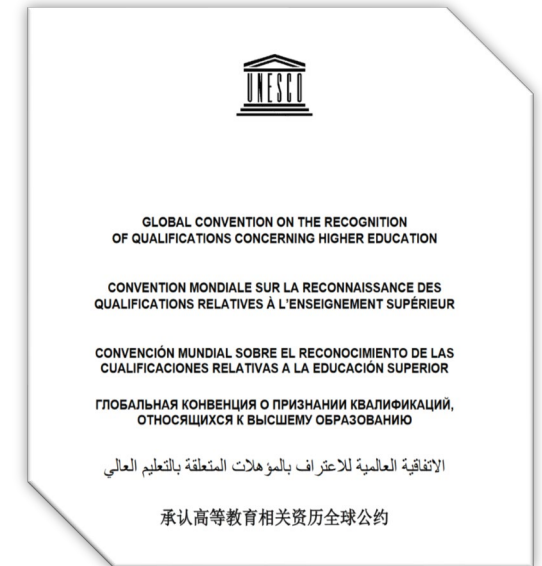 UNESCO
GLOBAL CONVENTION ON THE RECOGNITION
OF QUALIFICATIONS CONCERNING HIGHER EDUCATION
CONVENTION MONDIALE SUR LA RECONNAISSANCE DES
QUALIFICATIONS RELATIVES À L'ENSEIGNEMENT SUPÉRIEUR
CONVENCIÓN MUNDIAL SOBRE EL RECONOCIMIENTO DE LAS
CUALIFICACIONES RELATIVAS A LA EDUCACIÓN SUPERIOR
ГЛОБАЛЬНАЯ КОНВЕНЦИЯ О ПРИЗНАНИИ КВАЛИФИКАЦИЙ,
ОТНОСЯЩИХСЯ К ВЫСШЕМУ ОБРАЗОВАНИЮ
الاتفاقية العالمية للاعتراف بالمؤهلات المتعلقة بالتعليم العالي
承认高等教育相关资历全球公约